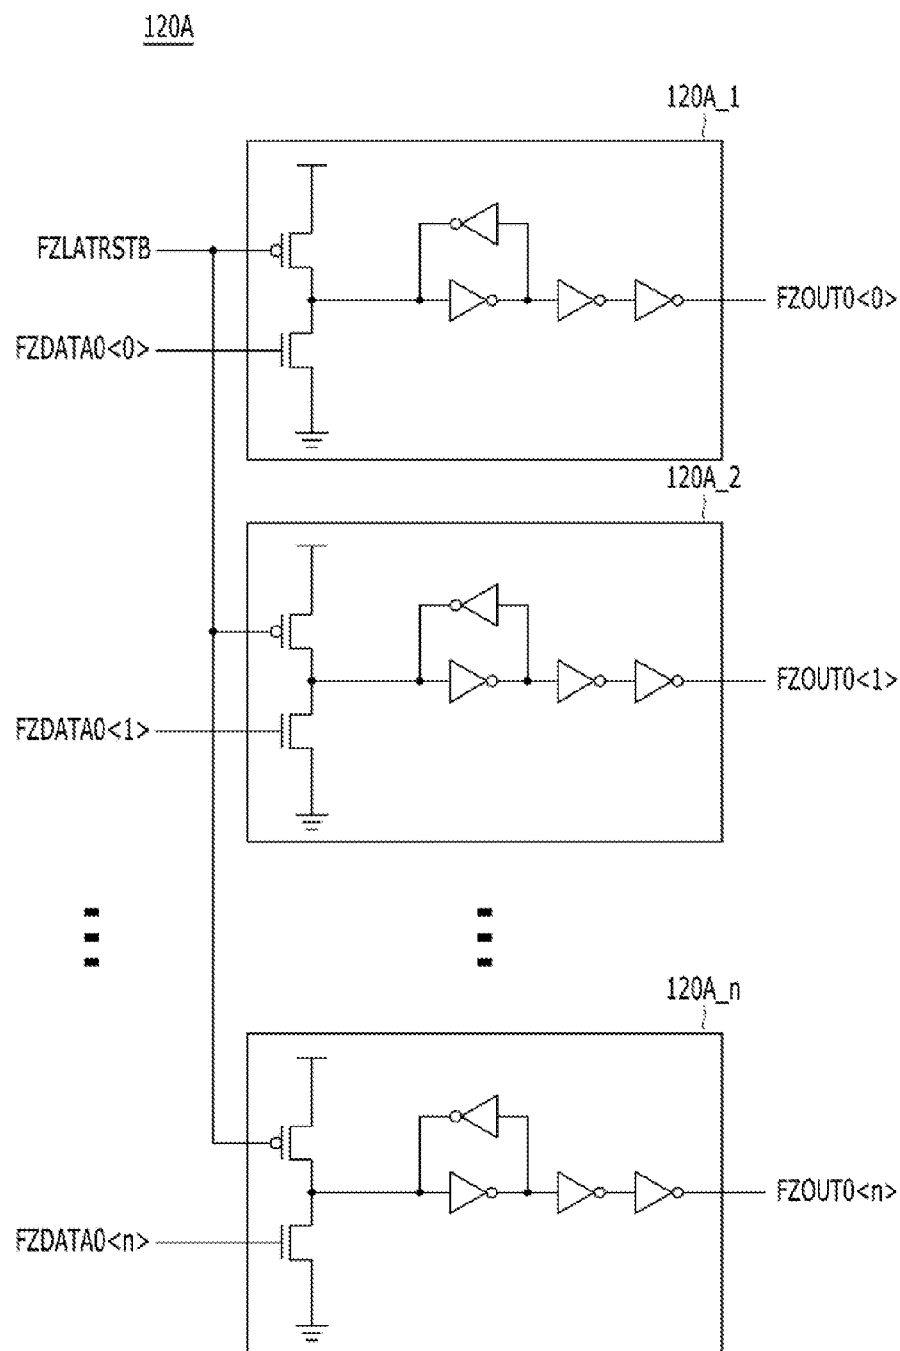 120A
120A_1
FZLATRSTB
FZOUT0<0>
FZDATA0<0>
120A_2
FZOUT0<1>
FZDATA0<1>
120A_n
FZOUT0<n>
FZDATA0<n>